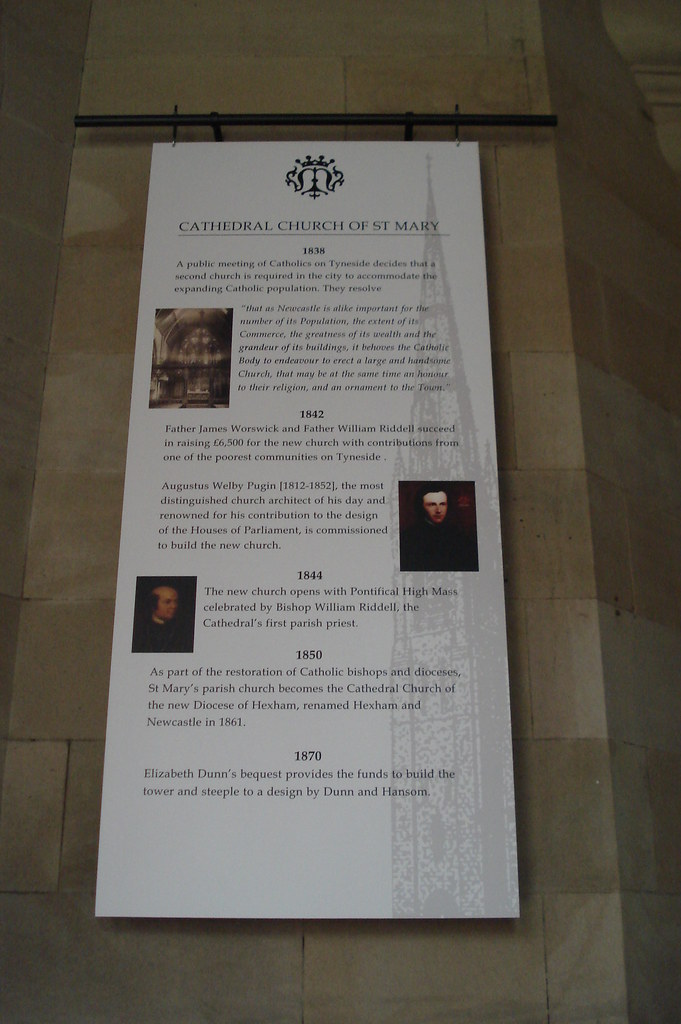 CATHEDRAL CHURCH OF ST MARY
1838
A public meeting of Catholics on Tyneside decides that a
second church is required in the city to accommodate the
expanding Catholic population. They resolve
"that as Newcastle is alike important for the
number of its Population, the extent of its
Commerce, the greatness of its wealth and the
grandeur of its buildings, it behoves the Catholic
Body to endeavour to erect a large and handsome
Church, that may be at the same time an honour
to their religion, and an ornament to the Town."
1842
Father James Worswick and Father William Riddell succeed
in raising £6,500 for the new church with contributions from
one of the poorest communities on Tyneside .
Augustus Welby Pugin [1812-1852], the most
distinguished church architect of his day and
renowned for his contribution to the design
of the Houses of Parliament, is commissioned
to build the new church.
1844
The new church opens with Pontifical High Mass
celebrated by Bishop William Riddell, the
Cathedral's first parish priest.
1850
As part of the restoration of Catholic bishops and dioceses,
St Mary's parish church becomes the Cathedral Church of
the new Diocese of Hexham, renamed Hexham and
Newcastle in 1861.
1870
Elizabeth Dunn's bequest provides the funds to build the
tower and steeple to a design by Dunn and Hansom.